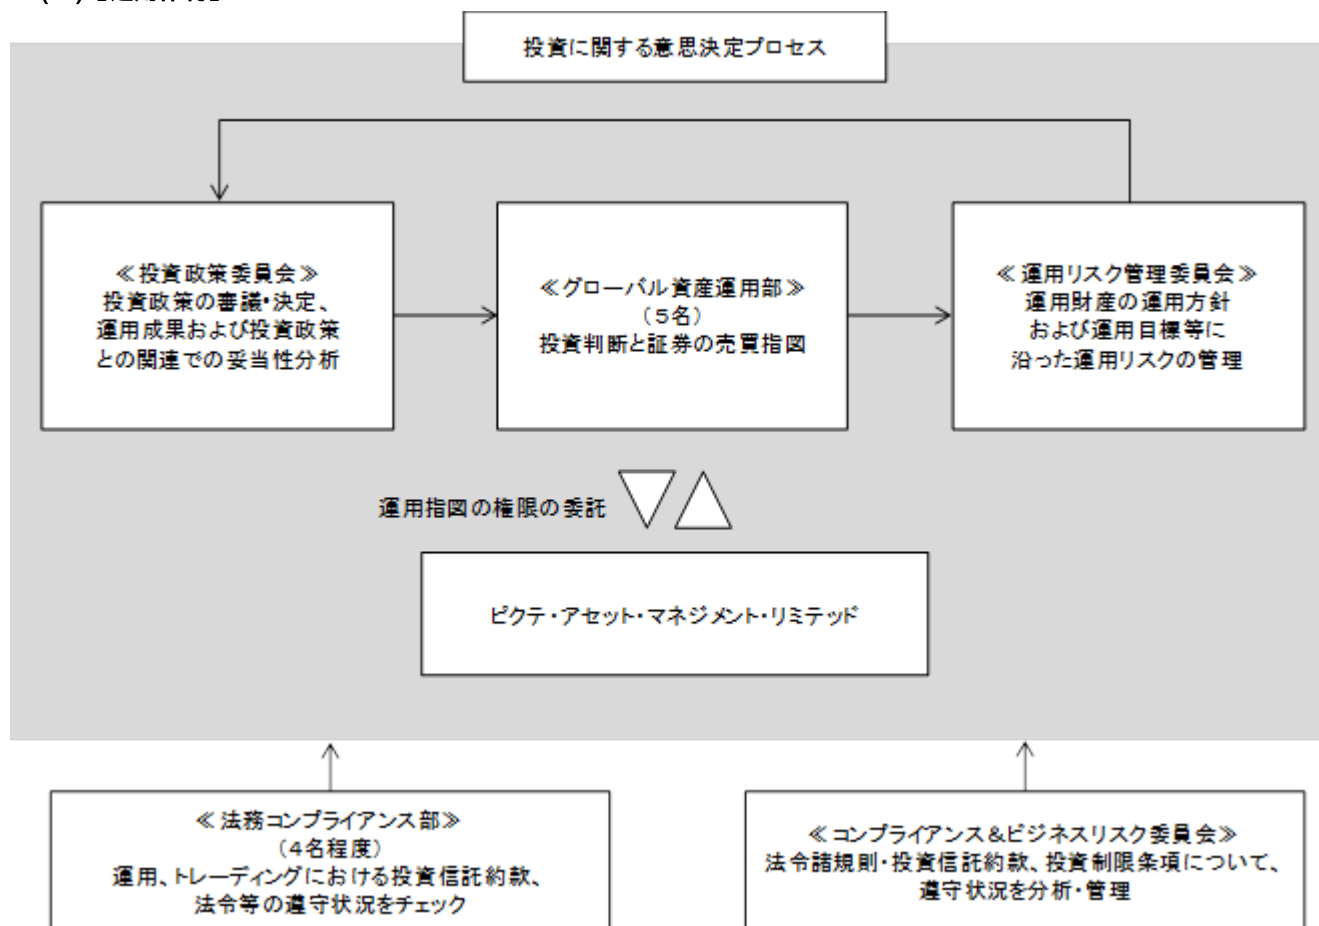 投資に関する意思決定プロセス
≪投資政策委員会≫
投資政策の審議・決定、
運用成果および投資政策
との関連での妥当性分析
≪グローバル資産運用部≫
(5名)
投資判断と証券の売買指図
≪運用リスク管理委員会≫
運用財産の運用方針
および運用目標等に
沿った運用リスクの管理
運用指図の権限の委託
ピクテ・アセット・マネジメント・リミテッド
≪法務コンプライアンス部≫
(4名程度)
運用、トレーディングにおける投資信託約款、
法令等の遵守状況をチェック
≪コンプライアンス&ビジネスリスク委員会≫
法令諸規則・投資信託約款、投資制限条項について、
遵守状況を分析・管理